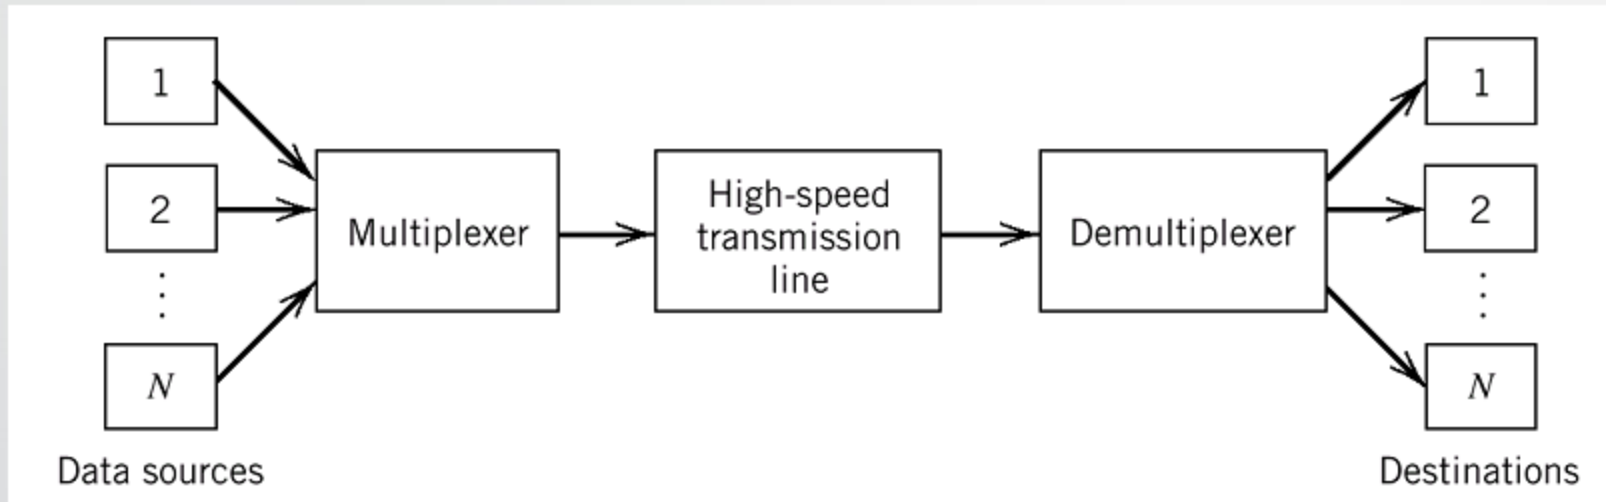 1
2
⋮
N
Data sources
Multiplexer
High-speed
transmission
line
Demultiplexer
1
2
⋮
N
Destinations